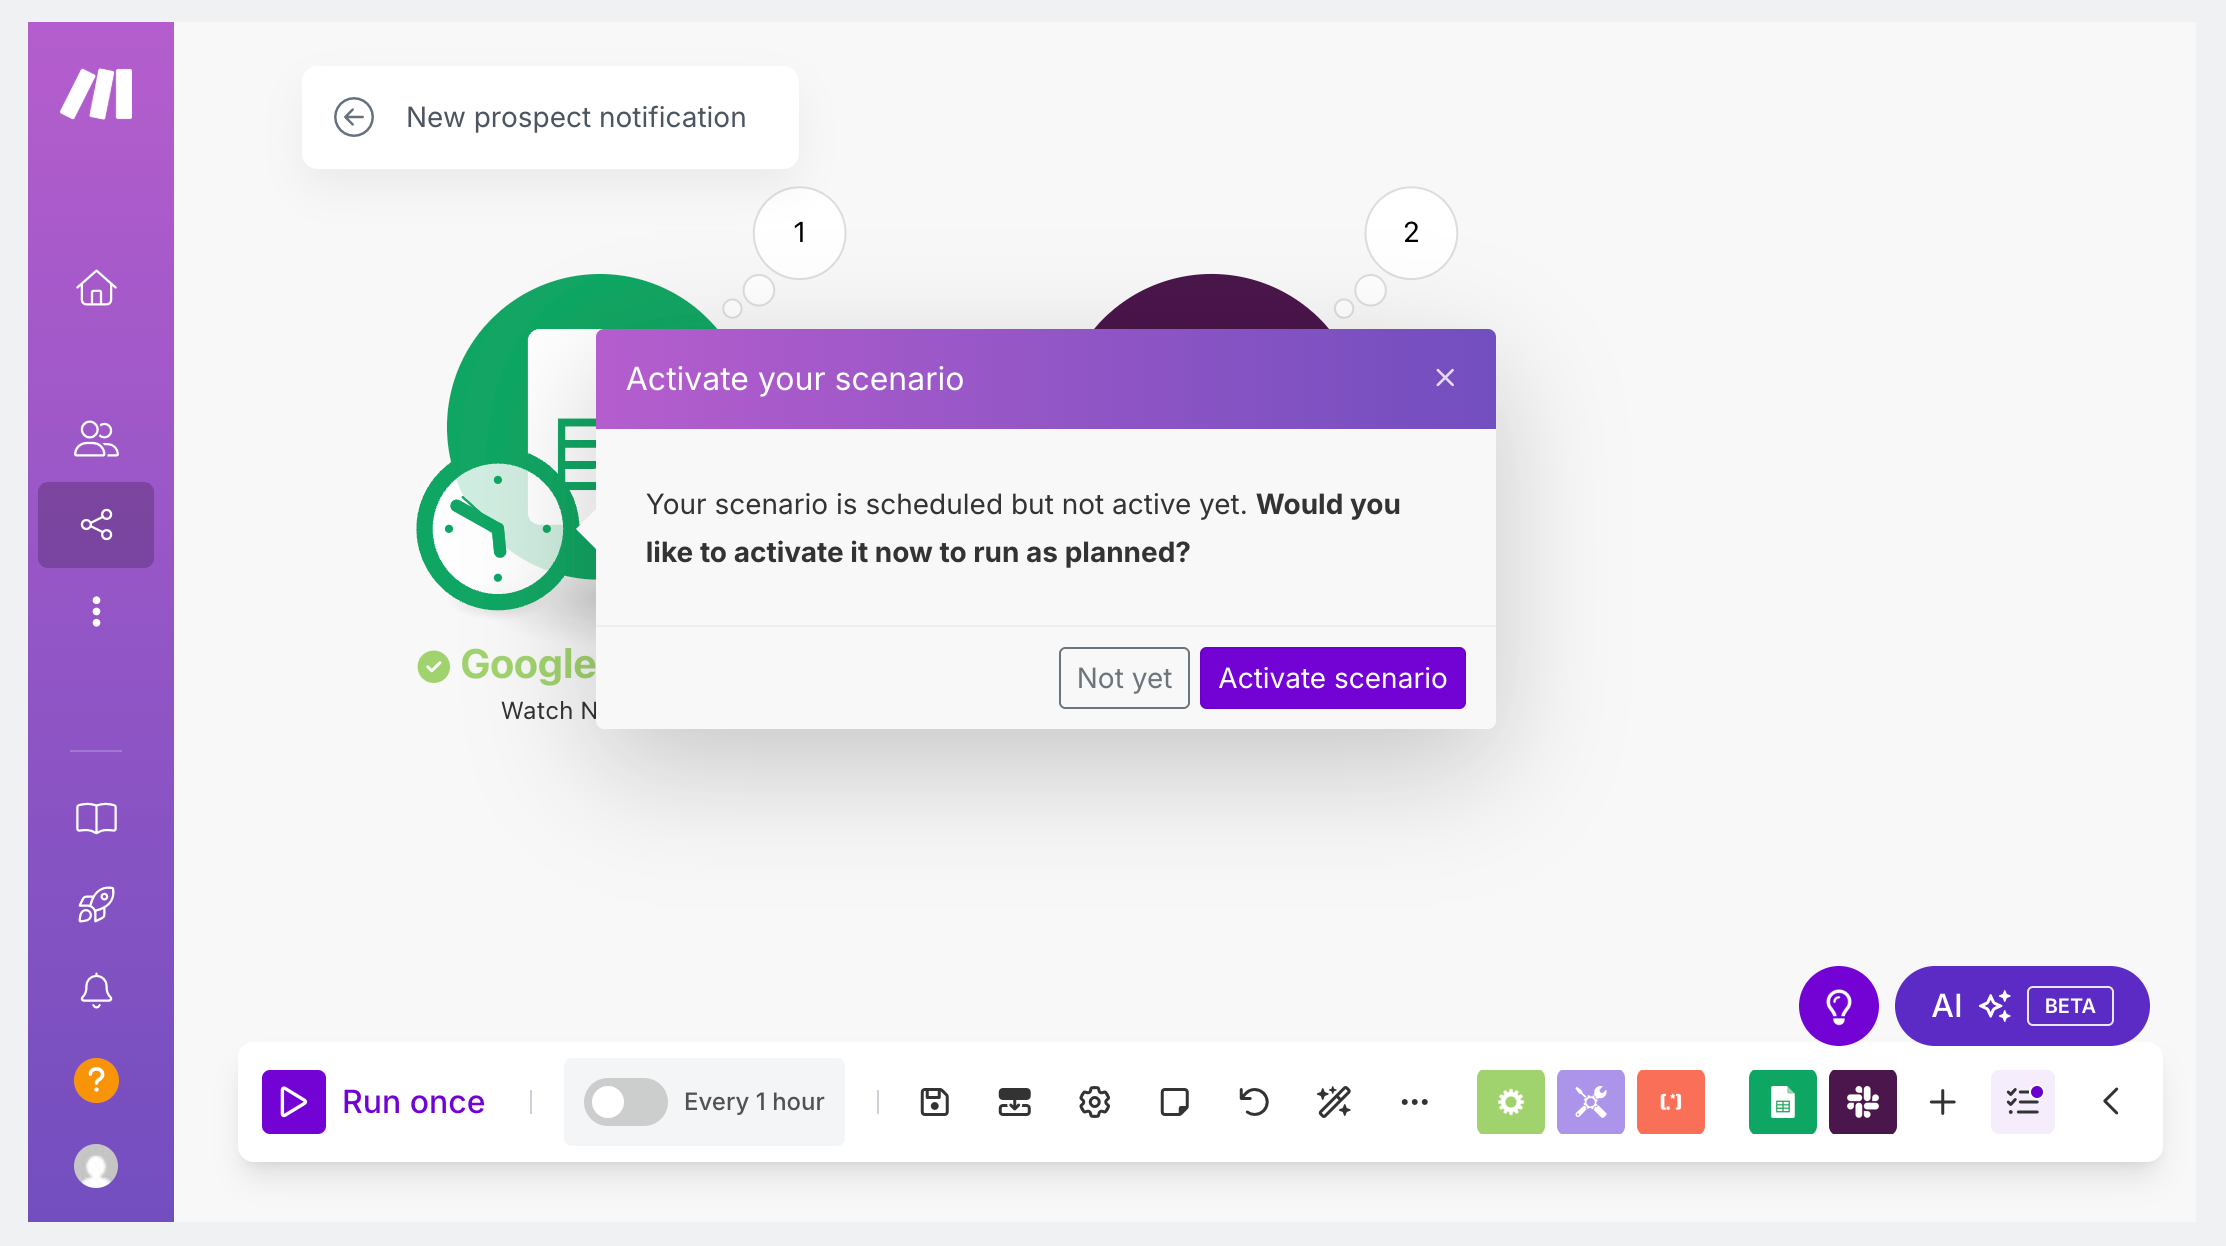 New prospect notification
1
2
Activate your scenario
Your scenario is scheduled but not active yet. Would you
like to activate it now to run as planned?
Not yet
Activate scenario
Google
Watch N
AI
BETA
?
Run once
Every 1 hour